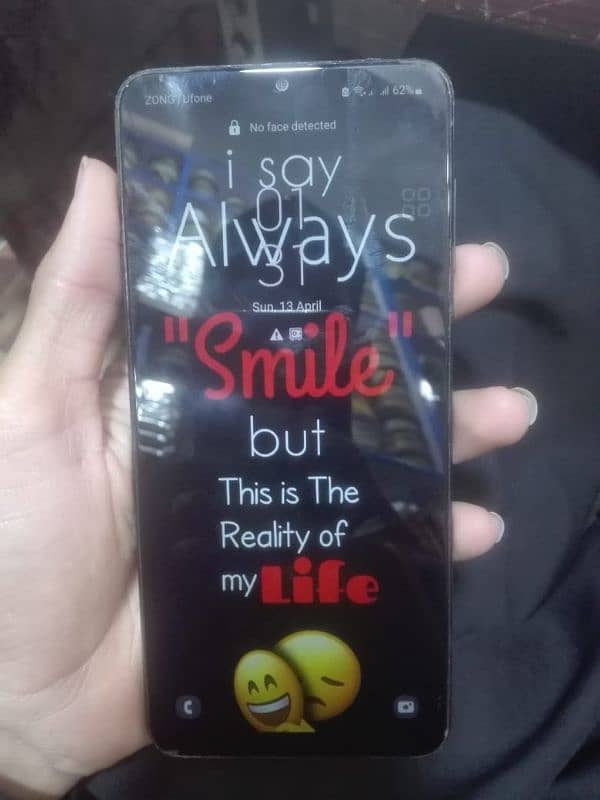 ZONG / Ufone
62%
No face detected
i say
01
Always
31
Sun, 13 April
"Smile"
but
This is The
Reality of
my Life